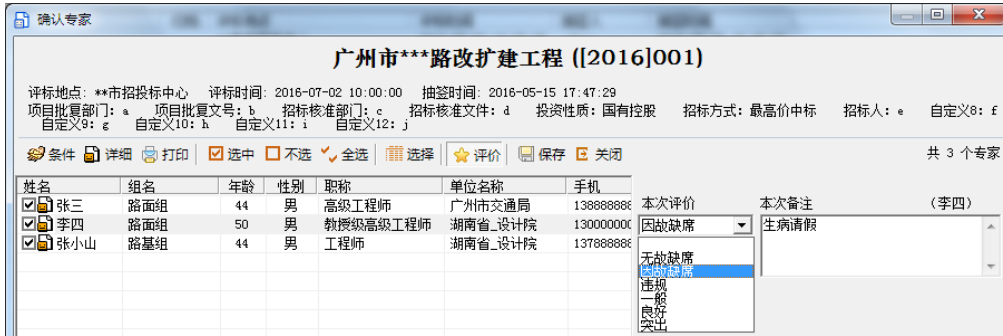 确认专家
广州市***路改扩建工程 ([2016]001)
评标地点: **市招投标中心 评标时间: 2016-07-02 10:00:00 抽签时间: 2016-05-15 17:47:29
项目批复部门: a 项目批复文号: b 招标核准部门: c 招标核准文件: d 投资性质: 国有控股 招标方式: 最高价中标 招标人: e 自定义8: f
自定义9: g 自定义10: h 自定义11: i 自定义12: j
条件 详细 打印 选中 不选 全选 选择 评价 保存 关闭 共 3 个专家
姓名 组名 年龄 性别 职称 单位名称 手机
张三 路面组 44 男 高级工程师 广州市交通局 138888888
李四 路面组 50 男 教授级高级工程师 湖南省_设计院 130000000
张小山 路基组 44 男 工程师 湖南省_设计院 137888888
本次评价 本次备注 (李四)
因故缺席 生病请假
无故缺席
因故缺席
违规
一般
良好
突出